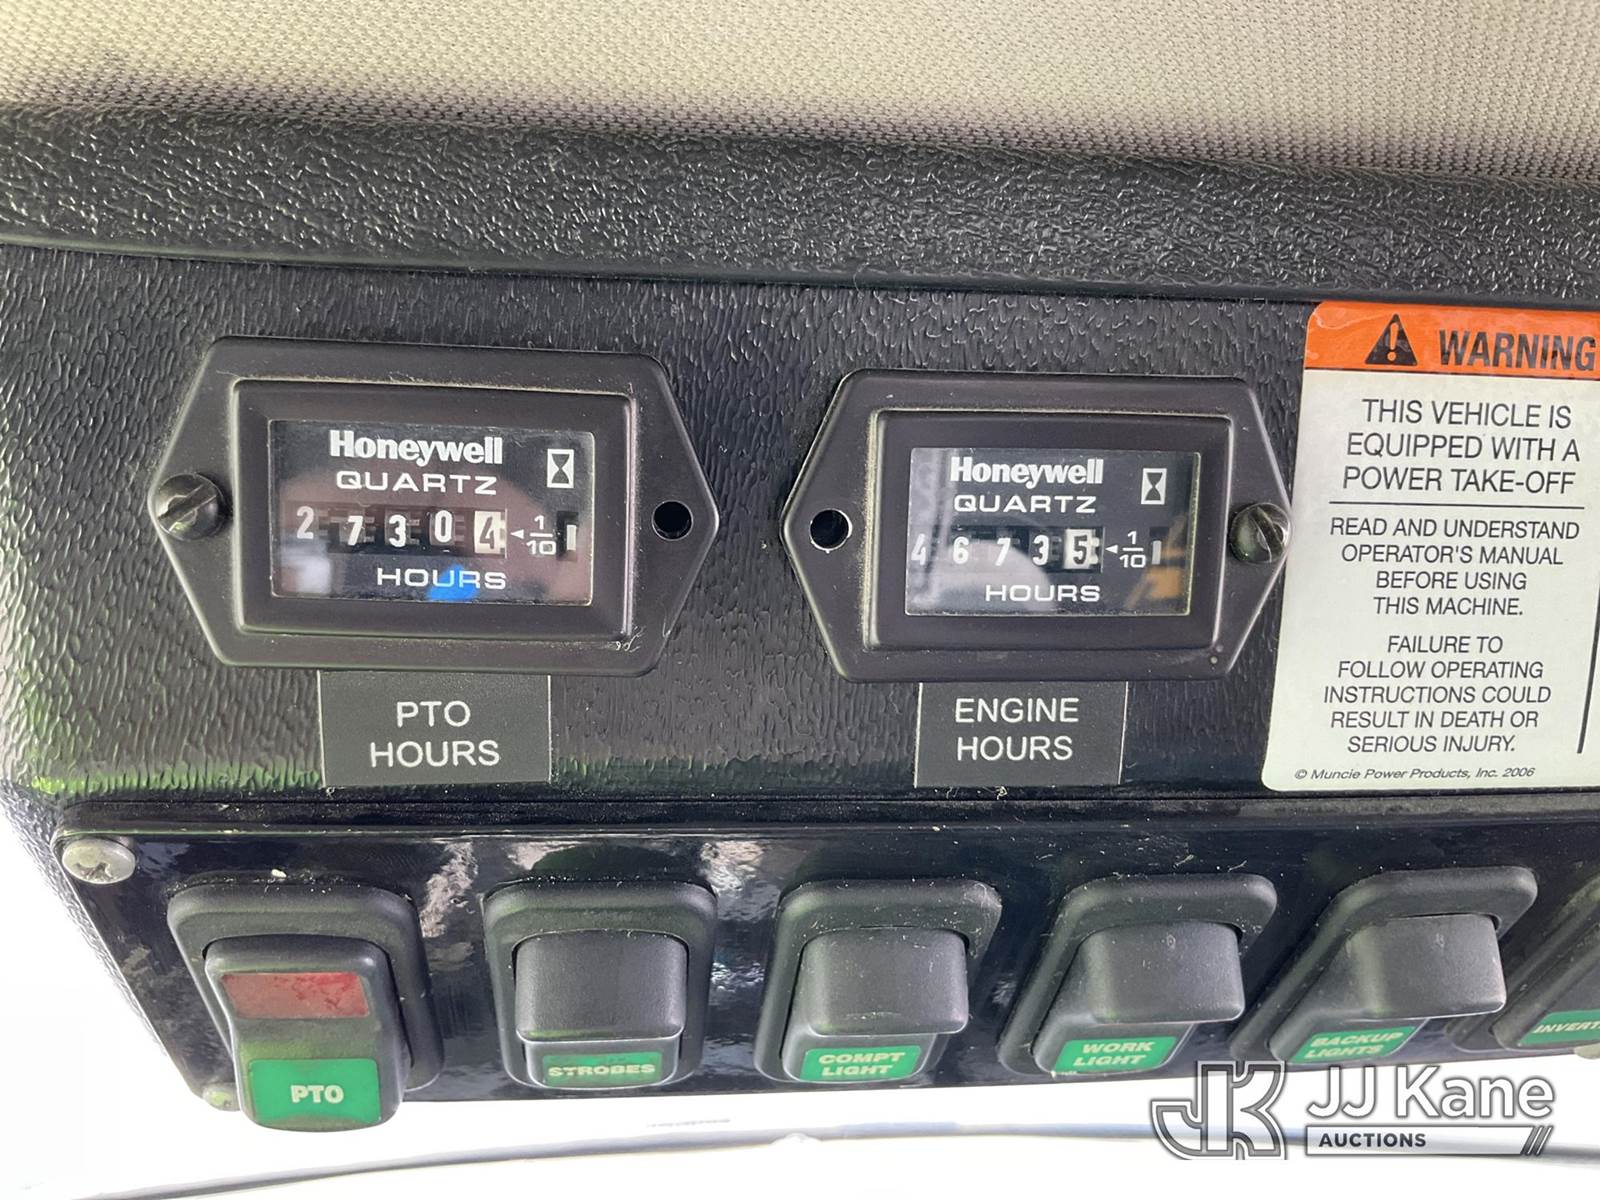 Honeywell
QUARTZ
2 7 3 0 4 ◄ 1/10
HOURS
PTO
HOURS
Honeywell
QUARTZ
4 6 7 3 5 ◄ 1/10
HOURS
ENGINE
HOURS
WARNING
THIS VEHICLE IS
EQUIPPED WITH A
POWER TAKE-OFF
READ AND UNDERSTAND
OPERATOR'S MANUAL
BEFORE USING
THIS MACHINE.
FAILURE TO
FOLLOW OPERATING
INSTRUCTIONS COULD
RESULT IN DEATH OR
SERIOUS INJURY.
© Muncie Power Products, Inc. 2006
PTO
STROBES
COMPT
LIGHT
WORK
LIGHT
BACKUP
LIGHTS
JK JJ Kane
AUCTIONS